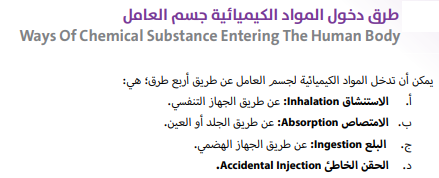 طرق دخول المواد الكيميائية جسم العامل
Ways Of Chemical Substance Entering The Human Body
يمكن أن تدخل المواد الكيميائية لجسم العامل عن طريق أربع طرق؛ هي:
أ. الاستنشاق Inhalation: عن طريق الجهاز التنفسي.
ب. الامتصاص Absorption: عن طريق الجلد أو العين.
ج. البلع Ingestion: عن طريق الجهاز الهضمي.
د. الحقن الخاطئ Accidental Injection.